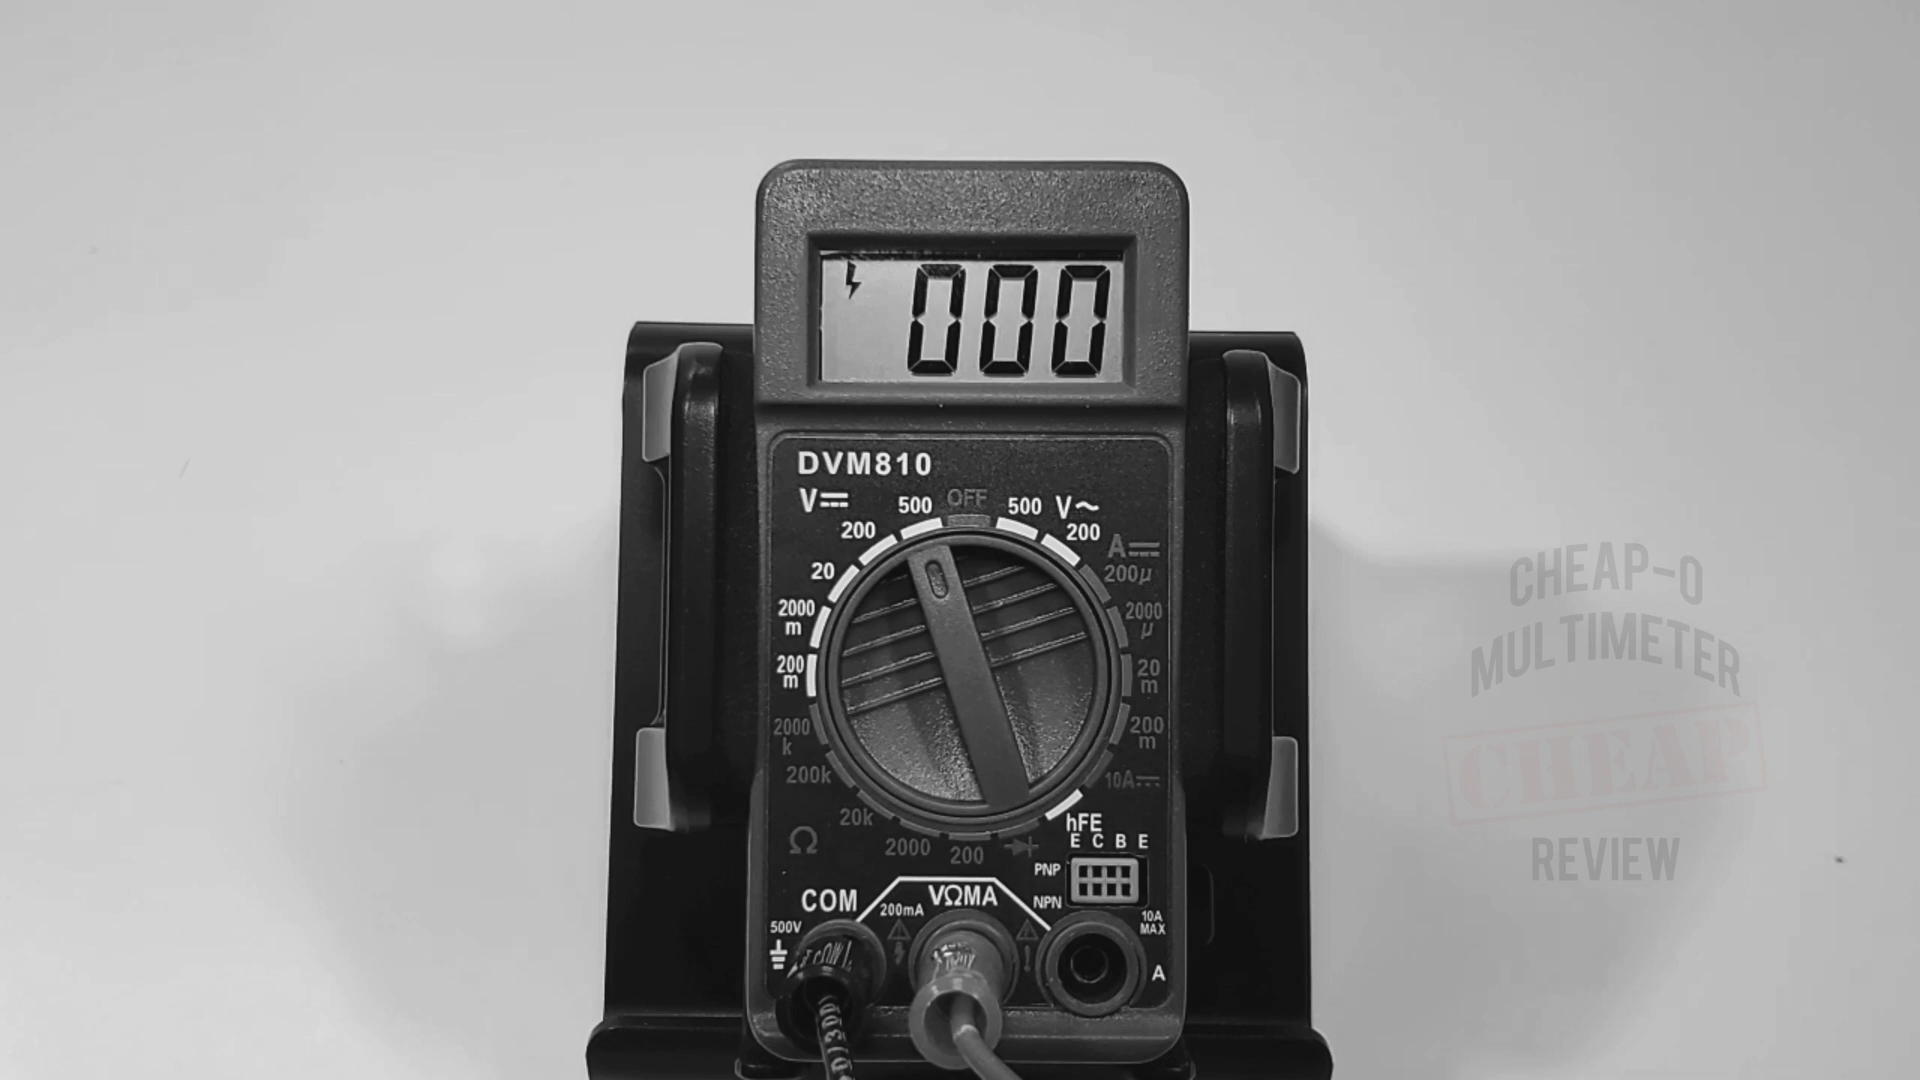 000
DVM810
V⎓ 500 OFF 500 V~
200 200
A⎓
20 200µ
2000
m
2000
µ
200
m
20
m
2000
k
200
m
200k
10A⎓
20k
Ω 2000 200
hFE
E C B E
PNP
COM 200mA VΩMA NPN
500V
10A
MAX
A
CHEAP-O
MULTIMETER
CHEAP
REVIEW